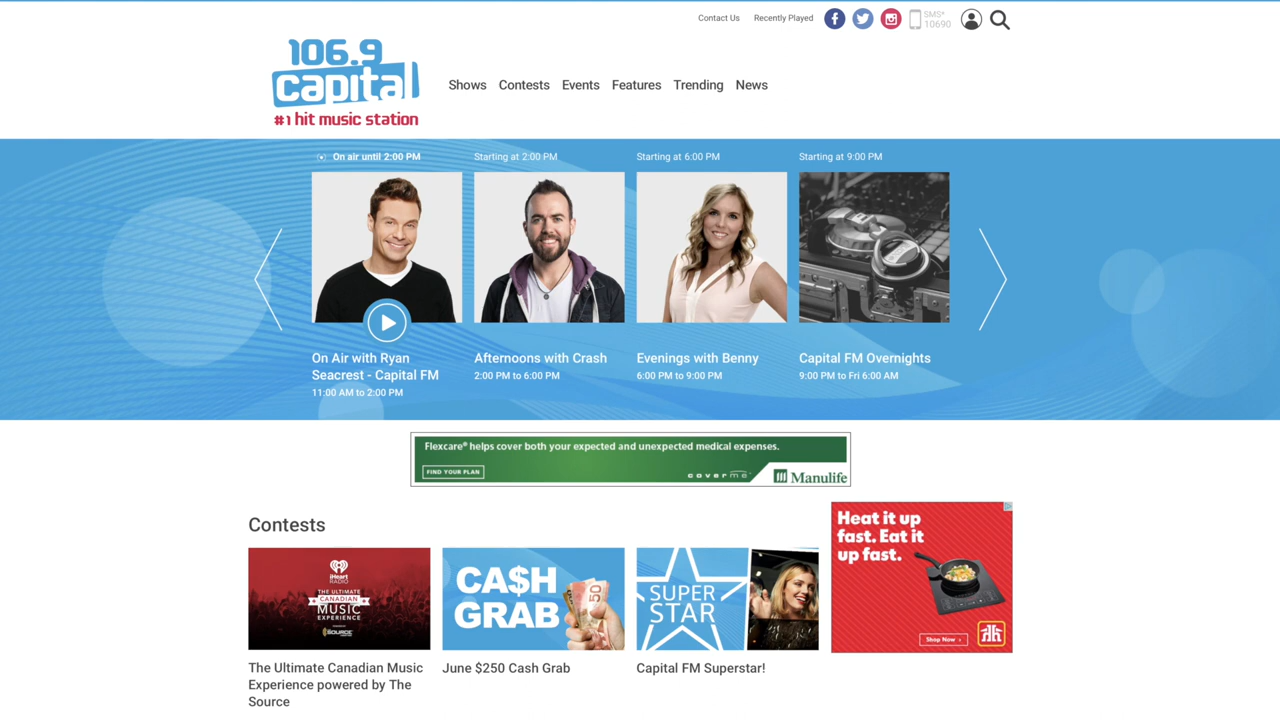 Contact Us
Recently Played
SMS*
10690
106.9
capital
#1 hit music station
Shows
Contests
Events
Features
Trending
News
On air until 2:00 PM
Starting at 2:00 PM
Starting at 6:00 PM
Starting at 9:00 PM
On Air with Ryan
Seacrest - Capital FM
11:00 AM to 2:00 PM
Afternoons with Crash
2:00 PM to 6:00 PM
Evenings with Benny
6:00 PM to 9:00 PM
Capital FM Overnights
9:00 PM to Fri 6:00 AM
Flexcare® helps cover both your expected and unexpected medical expenses.
FIND YOUR PLAN
coverme
Manulife
Contests
iHeart
RADIO
THE ULTIMATE
CANADIAN
MUSIC
EXPERIENCE
SOURCE
The Ultimate Canadian Music
Experience powered by The
Source
CA$H
GRAB
50
June $250 Cash Grab
SUPER
STAR
Capital FM Superstar!
Heat it up
fast. Eat it
up fast.
Shop Now